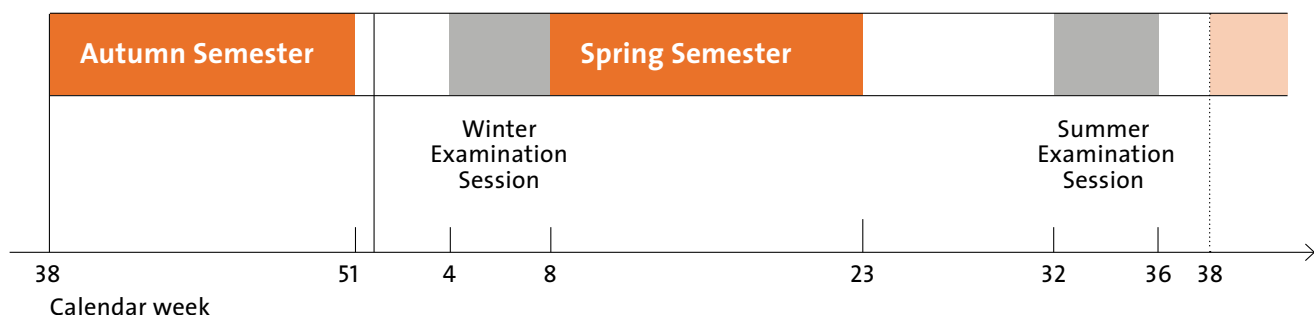 Autumn Semester
Spring Semester
Winter
Examination
Session
Summer
Examination
Session
38
51
4
8
23
32
36
38
Calendar week